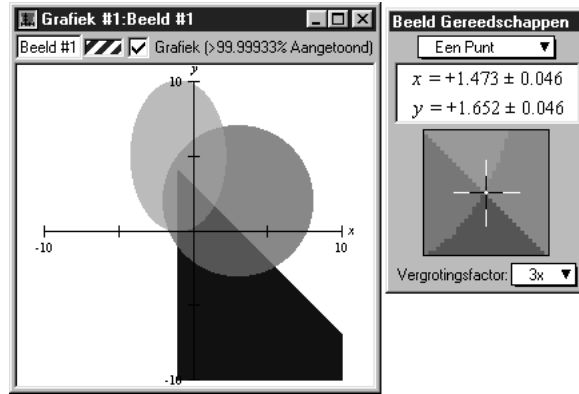 Grafiek #1:Beeld #1
Beeld #1 Grafiek (>99.99933% Aangetoond)
y
10
-10
10 x
-10
Beeld Gereedschappen
Een Punt
x = +1.473 ± 0.046
y = +1.652 ± 0.046
Vergrotingsfactor: 3x